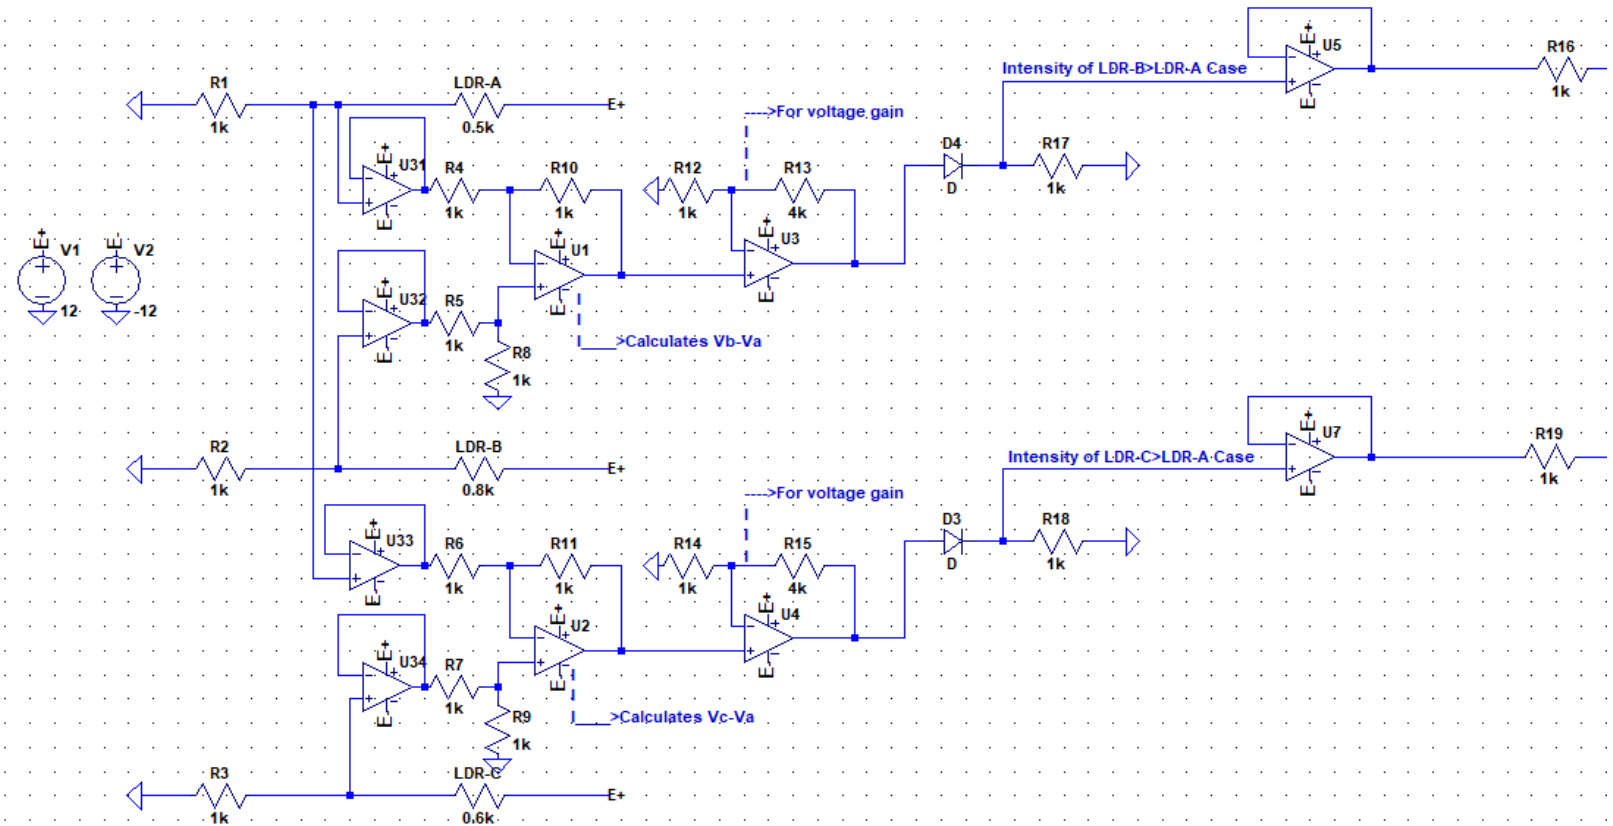 E+
U5
R16
Intensity of LDR-B>LDR-A Case
1k
E-
R1
LDR-A
E+
1k
0.5k
---->For voltage gain
E+
U31
R4
R10
R12
R13
D4
R17
1k
1k
1k
4k
D
1k
E-
E+
V1
E-
V2
12
-12
E+
U1
E+
U3
E-
E-
E+
U32
R5
1k
E-
R8
1k
>Calculates Vb-Va
R2
LDR-B
E+
1k
0.8k
E+
U7
R19
Intensity of LDR-C>LDR-A Case
1k
E-
---->For voltage gain
E+
U33
R6
R11
R14
R15
D3
R18
1k
1k
1k
4k
D
1k
E-
E+
U2
E+
U4
E-
E-
E+
U34
R7
1k
E-
R9
1k
>Calculates Vc-Va
R3
LDR-C
E+
1k
0.6k